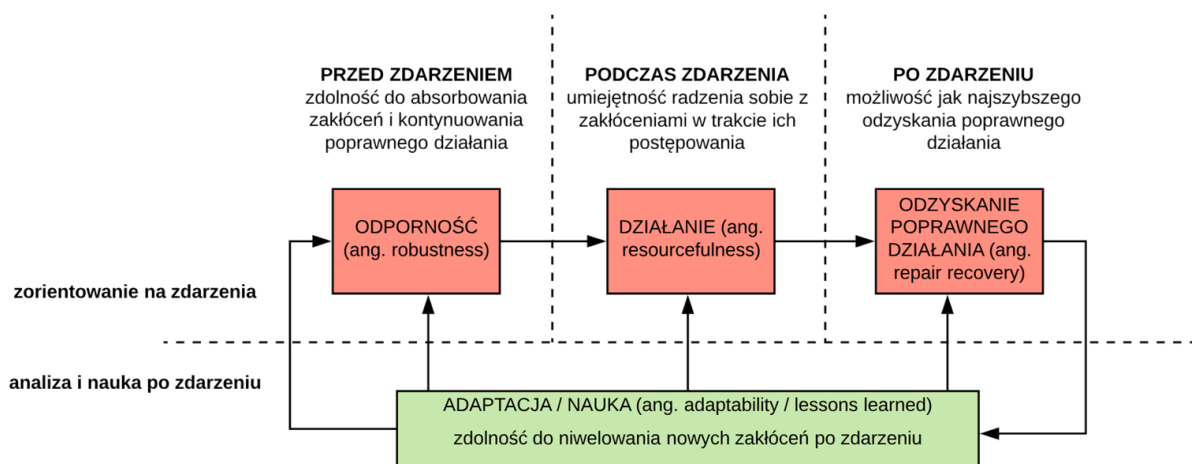 PRZED ZDARZENIEM
zdolność do absorbowania
zakłóceń i kontynuowania
poprawnego działania
PODCZAS ZDARZENIA
umiejętność radzenia sobie z
zakłóceniami w trakcie ich
postępowania
PO ZDARZENIU
możliwość jak najszybszego
odzyskania poprawnego
działania
ODPORNOŚĆ
(ang. robustness)
DZIAŁANIE (ang.
resourcefulness)
ODZYSKANIE
POPRAWNEGO
DZIAŁANIA (ang.
repair recovery)
zorientowanie na zdarzenia
analiza i nauka po zdarzeniu
ADAPTACJA / NAUKA (ang. adaptability / lessons learned)
zdolność do niwelowania nowych zakłóceń po zdarzeniu